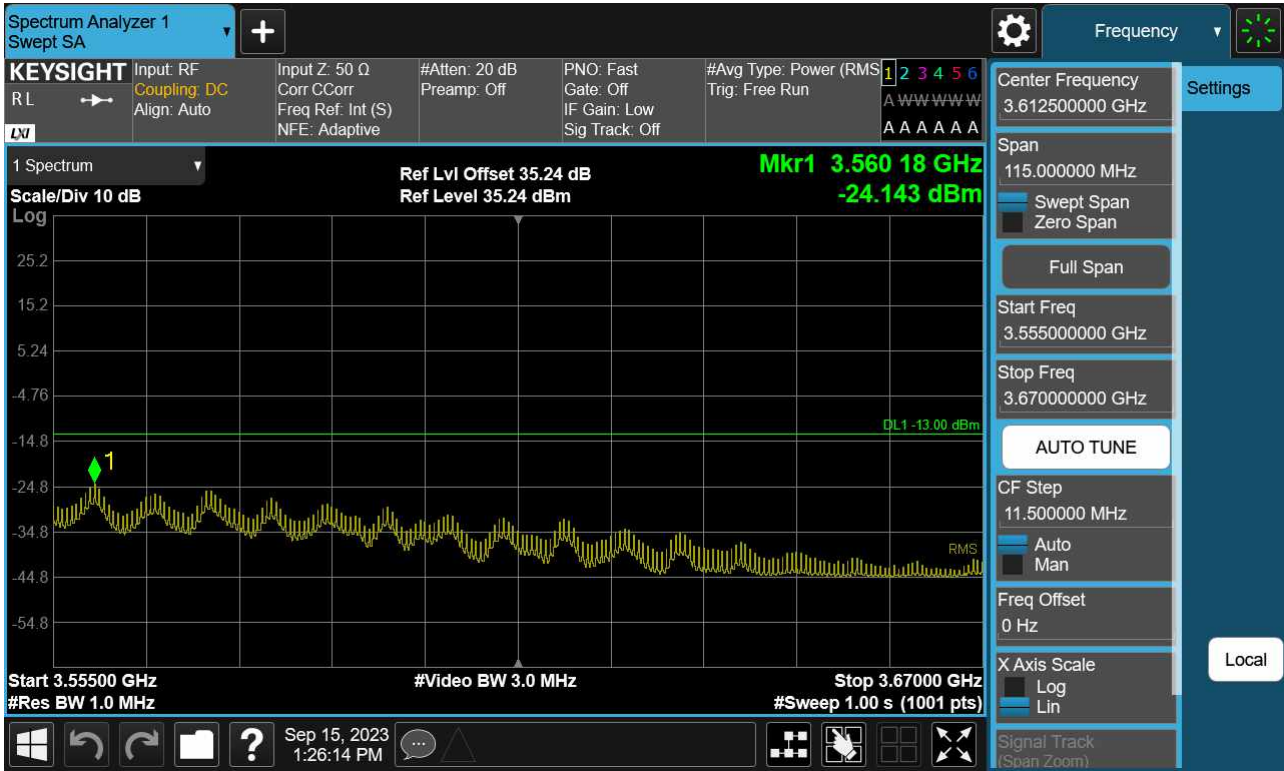 Spectrum Analyzer 1
Swept SA
+
Frequency
KEYSIGHT
R L
LXI
Input: RF
Coupling: DC
Align: Auto
Input Z: 50 Ω
Corr CCorr
Freq Ref: Int (S)
NFE: Adaptive
#Atten: 20 dB
Preamp: Off
PNO: Fast
Gate: Off
IF Gain: Low
Sig Track: Off
#Avg Type: Power (RMS
Trig: Free Run
1 2 3 4 5 6
A W W W W W
A A A A A A
1 Spectrum
Scale/Div 10 dB
Log
Ref Lvl Offset 35.24 dB
Ref Level 35.24 dBm
Mkr1 3.560 18 GHz
-24.143 dBm
25.2
15.2
5.24
-4.76
DL1 -13.00 dBm
-14.8
1
-24.8
-34.8
RMS
-44.8
-54.8
Start 3.55500 GHz
#Res BW 1.0 MHz
#Video BW 3.0 MHz
Stop 3.67000 GHz
#Sweep 1.00 s (1001 pts)
Center Frequency
3.612500000 GHz
Settings
Span
115.000000 MHz
Swept Span
Zero Span
Full Span
Start Freq
3.555000000 GHz
Stop Freq
3.670000000 GHz
AUTO TUNE
CF Step
11.500000 MHz
Auto
Man
Freq Offset
0 Hz
X Axis Scale
Log
Lin
Local
Signal Track
(Span Zoom)
?
Sep 15, 2023
1:26:14 PM